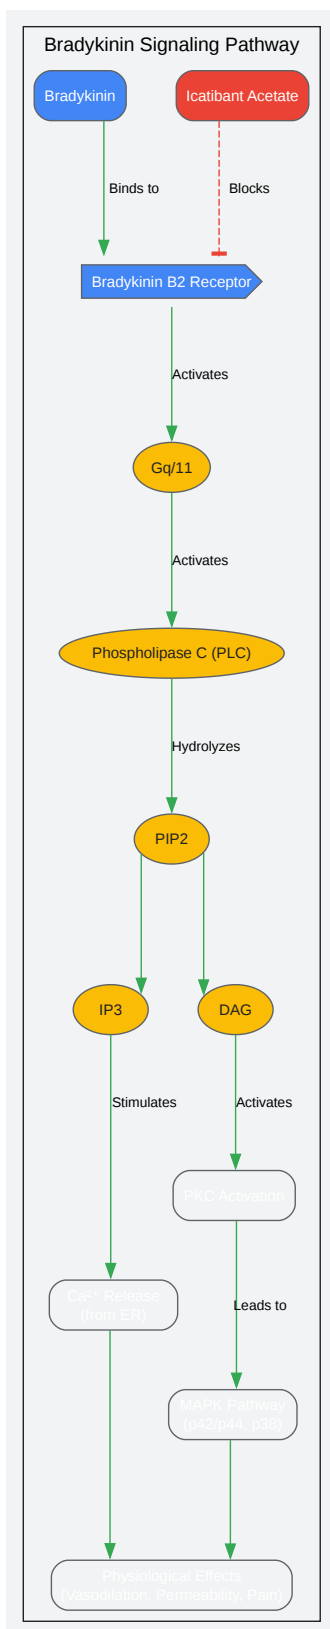 Bradykinin Signaling Pathway
Bradykinin
Icatibant Acetate
Binds to
Blocks
Bradykinin B2 Receptor
Activates
Gq/11
Activates
Phospholipase C (PLC)
Hydrolyzes
PIP2
IP3
DAG
Stimulates
Activates
PKC Activation
Ca²⁺ Release
(from ER)
Leads to
MAPK Pathway
(p42/p44, p38)
Physiological Effects
(Vasodilation, Permeability, Pain)